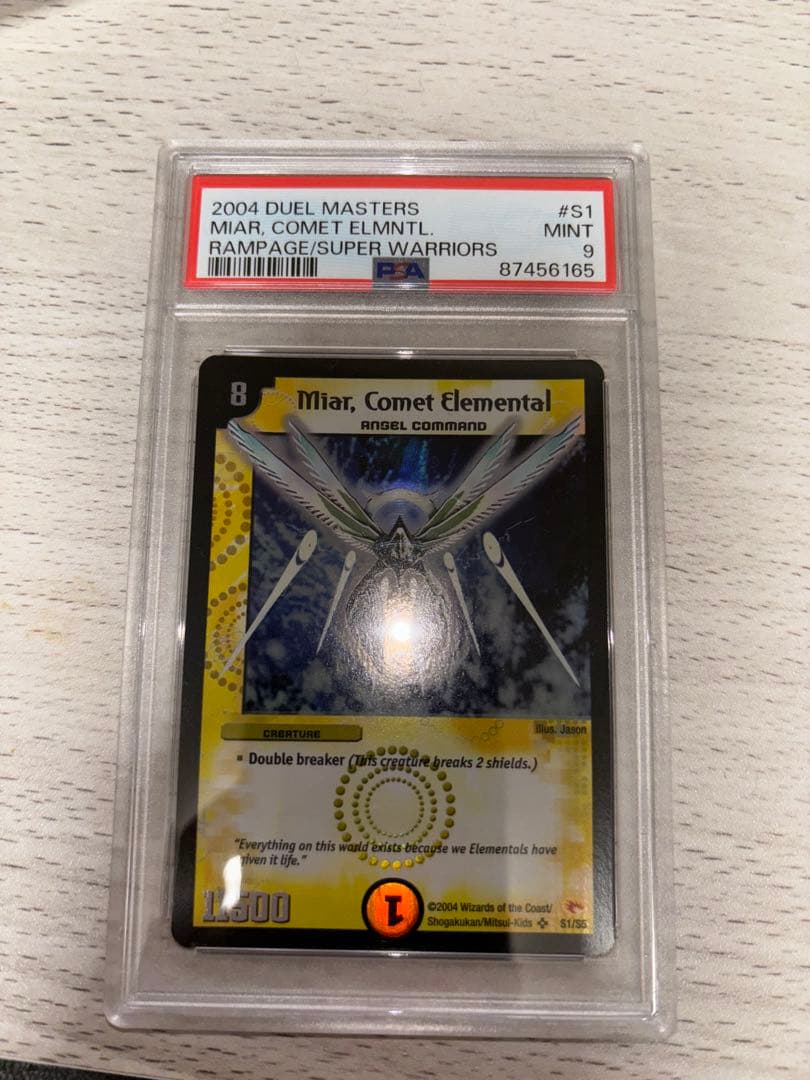 2004 DUEL MASTERS #S1
MIAR, COMET ELMNTL. MINT
RAMPAGE/SUPER WARRIORS 9
PSA 87456165
8
Miar, Comet Elemental
ANGEL COMMAND
CREATURE
illus. Jason
▪ Double breaker (This creature breaks 2 shields.)
"Everything on this world exists because we Elementals have
given it life."
11500
1
©2004 Wizards of the Coast/
Shogakukan/Mitsui-Kids S1/S5